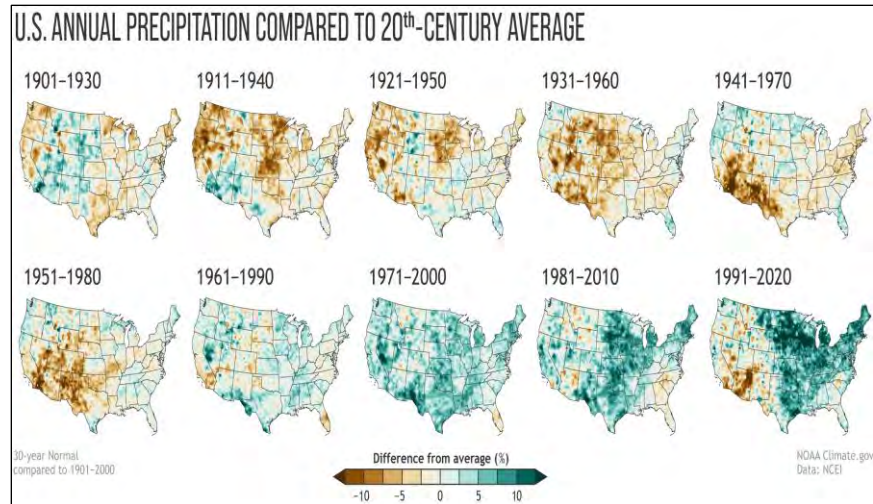 U.S. ANNUAL PRECIPITATION COMPARED TO 20th-CENTURY AVERAGE
1901–1930
1911–1940
1921–1950
1931–1960
1941–1970
1951–1980
1961–1990
1971–2000
1981–2010
1991–2020
30-year Normal
compared to 1901–2000
Difference from average (%)
-10 -5 0 5 10
NOAA Climate.gov
Data: NCEI